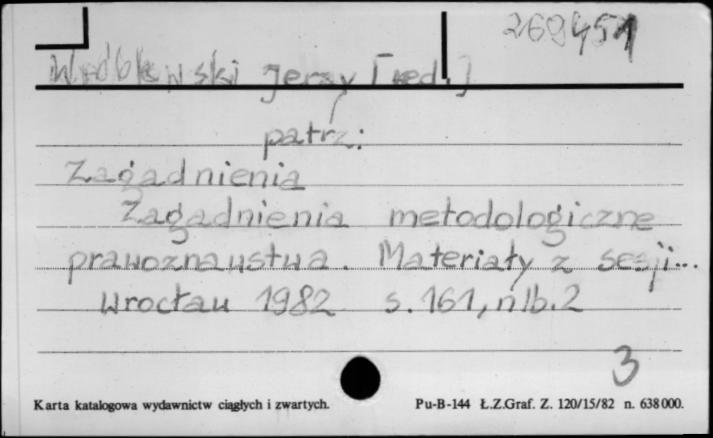 269451
Wróblewski Jerzy [red.]
patrz:
Zagadnienia
Zagadnienia metodologiczne
prawoznawstwa. Materiały z sesji...
Wrocław 1982 s. 161, nlb. 2
3
Karta katalogowa wydawnictw ciągłych i zwartych.
Pu-B-144 Ł.Z.Graf. Z. 120/15/82 n. 638000.